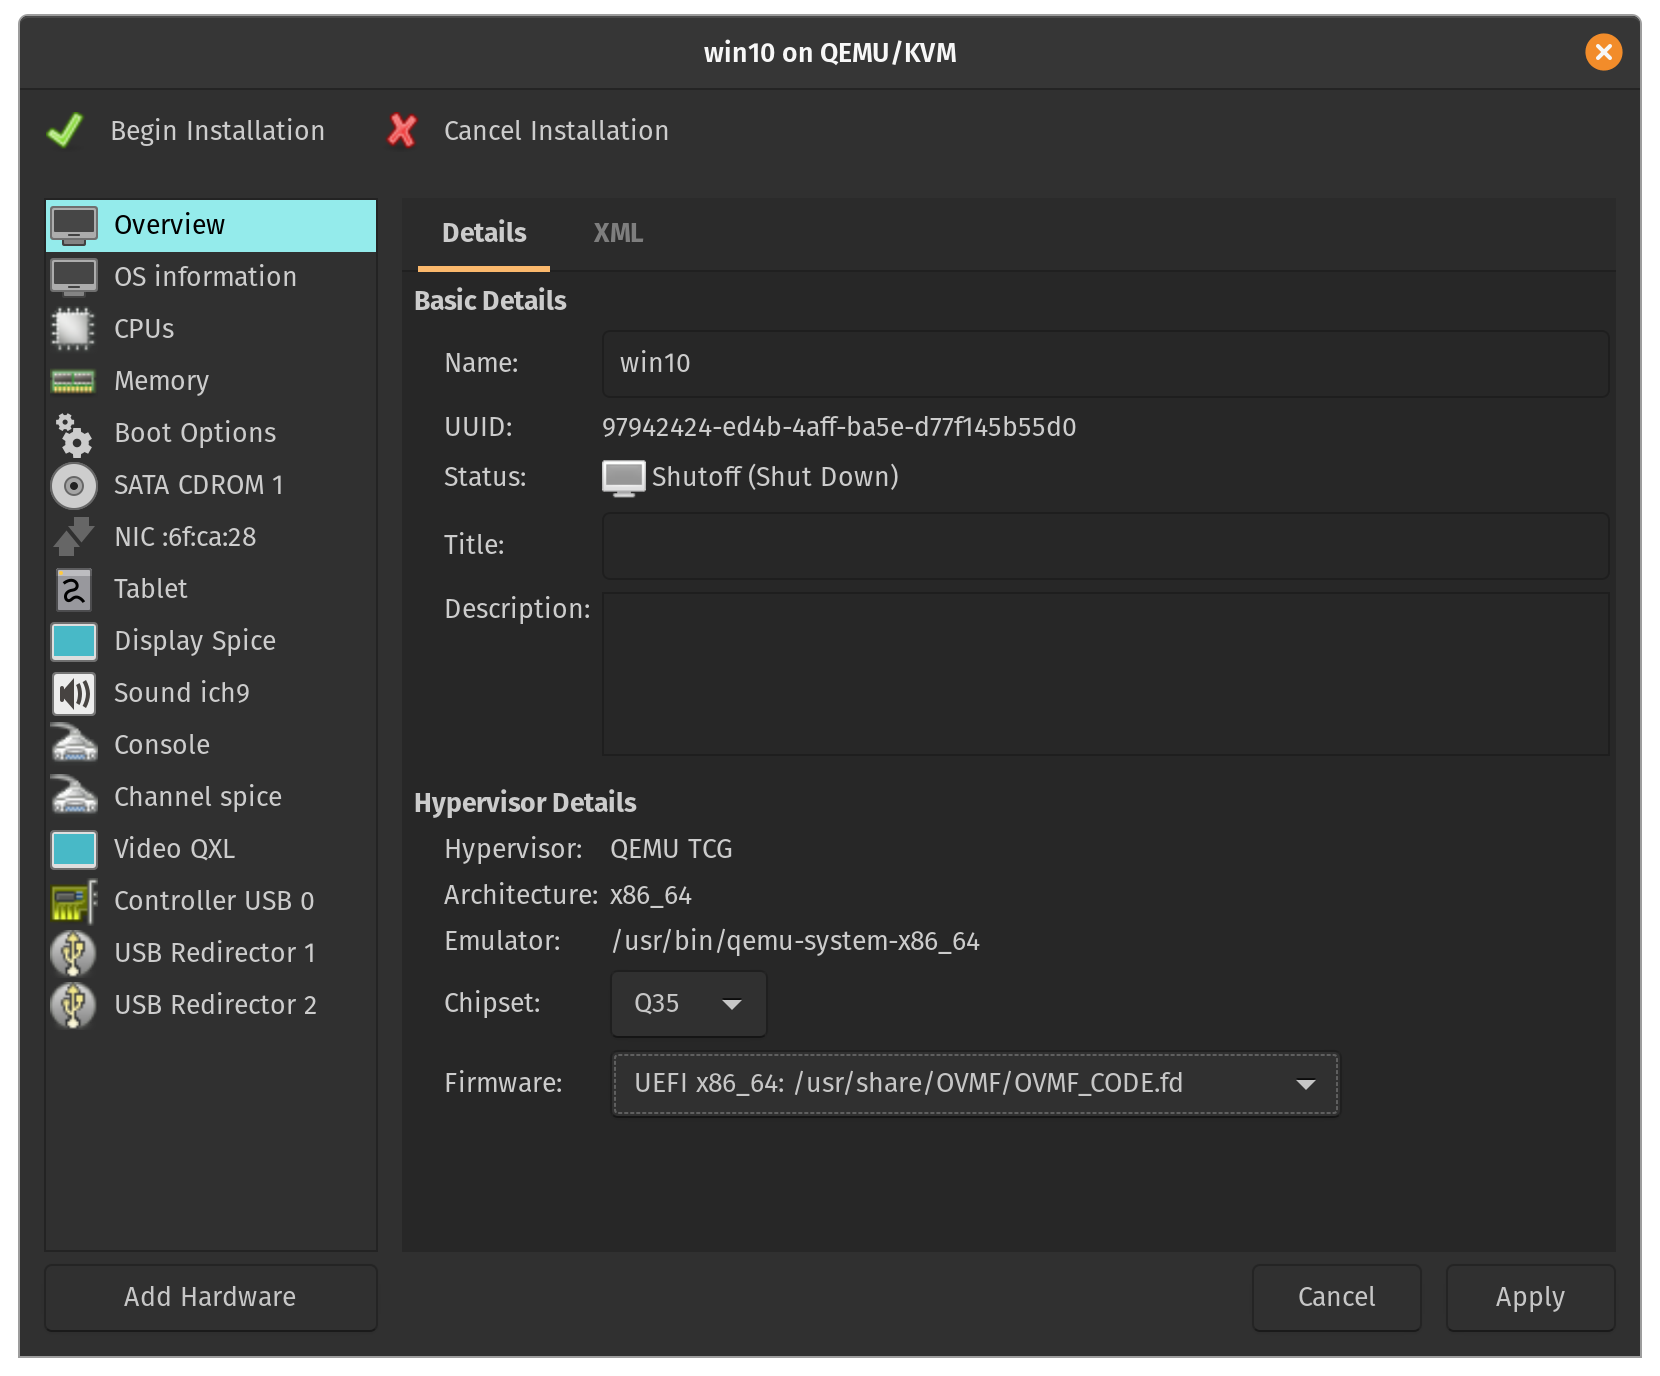 win10 on QEMU/KVM
Begin Installation
Cancel Installation
Overview
OS information
CPUs
Memory
Boot Options
SATA CDROM 1
NIC :6f:ca:28
Tablet
Display Spice
Sound ich9
Console
Channel spice
Video QXL
Controller USB 0
USB Redirector 1
USB Redirector 2
Add Hardware
Details XML
Basic Details
Name: win10
UUID: 97942424-ed4b-4aff-ba5e-d77f145b55d0
Status: Shutoff (Shut Down)
Title:
Description:
Hypervisor Details
Hypervisor: QEMU TCG
Architecture: x86_64
Emulator: /usr/bin/qemu-system-x86_64
Chipset: Q35
Firmware: UEFI x86_64: /usr/share/OVMF/OVMF_CODE.fd
Cancel
Apply